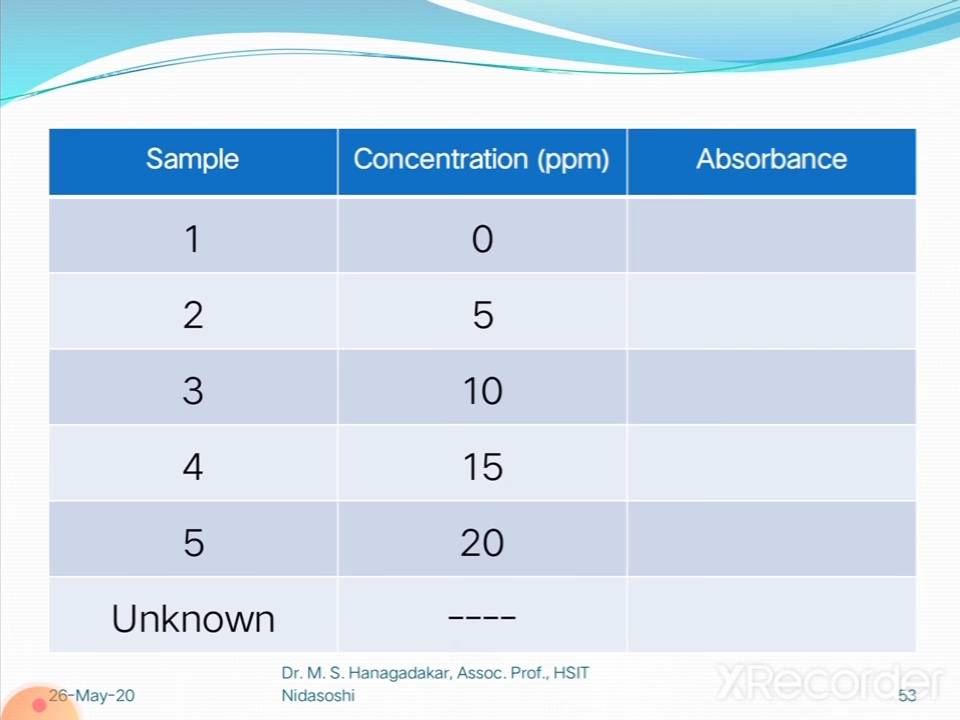 Sample Concentration (ppm) Absorbance
1 0
2 5
3 10
4 15
5 20
Unknown ----
Dr. M. S. Hanagadakar, Assoc. Prof., HSIT
26-May-20 Nidasoshi 53
XRecorder